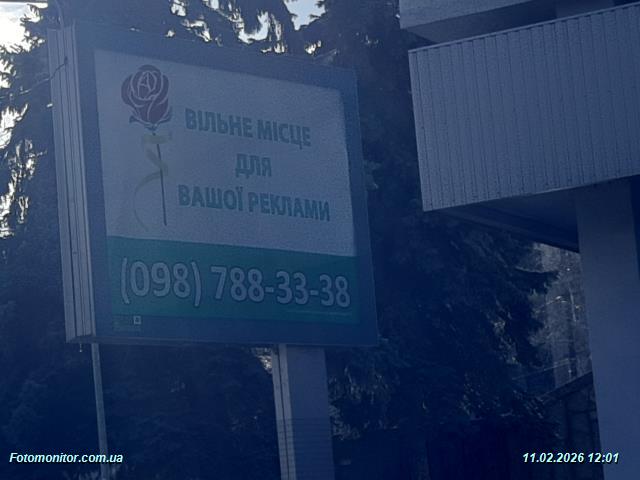 ВІЛЬНЕ МІСЦЕ
ДЛЯ
ВАШОЇ РЕКЛАМИ
(098) 788-33-38
Fotomonitor.com.ua
11.02.2026 12:01